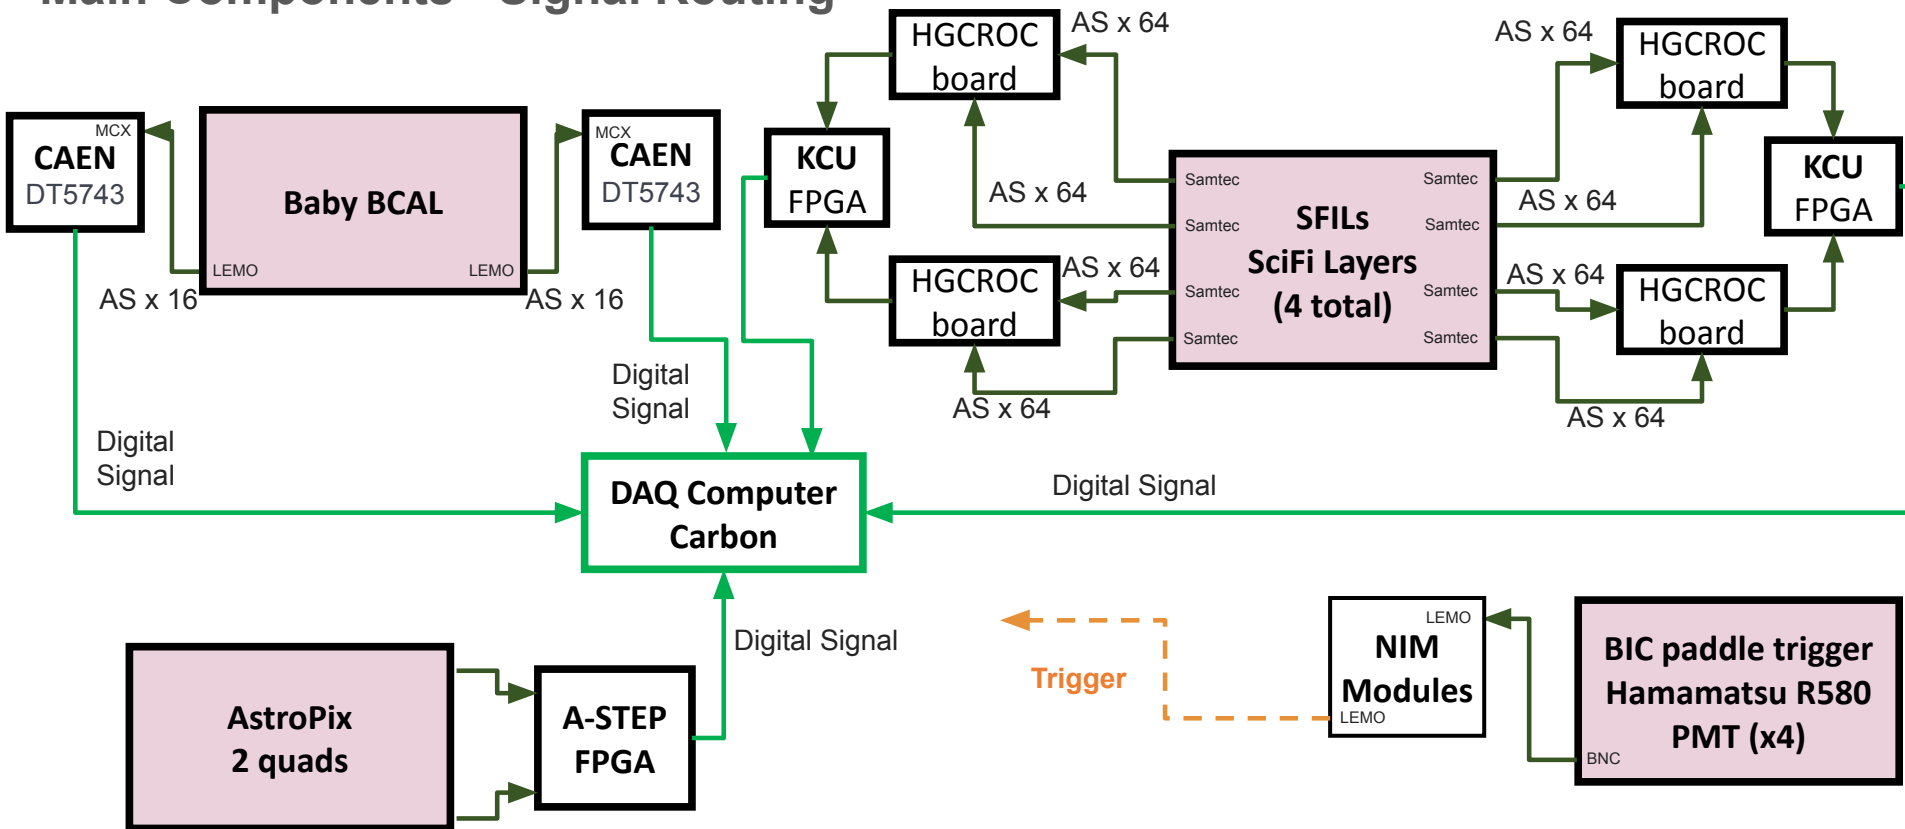 Main Components - Signal Routing
MCX
CAEN
DT5743
Baby BCAL
LEMO
LEMO
AS x 16
AS x 16
MCX
CAEN
DT5743
Digital
Signal
Digital
Signal
HGCROC
board
AS x 64
KCU
FPGA
AS x 64
HGCROC
board
AS x 64
AS x 64
Samtec
Samtec
Samtec
Samtec
SFILs
SciFi Layers
(4 total)
Samtec
Samtec
Samtec
Samtec
AS x 64
HGCROC
board
AS x 64
KCU
FPGA
AS x 64
HGCROC
board
AS x 64
DAQ Computer
Carbon
Digital Signal
AstroPix
2 quads
A-STEP
FPGA
Digital Signal
Trigger
LEMO
NIM
Modules
LEMO
BIC paddle trigger
Hamamatsu R580
PMT (x4)
BNC